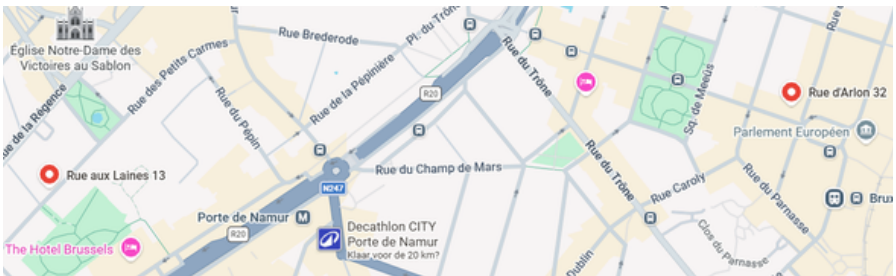 Église Notre-Dame des
Victoires au Sablon
Rue des Petits Carmes
Rue Brederode
Pl. du Trône
Rue de la Pépinière
R20
Rue du Trône
Sq. de Meeûs
Rue d'Arlon 32
Parlement Européen
ue de la Régence
Rue du Pépin
Rue aux Laines 13
Rue du Champ de Mars
Rue du Trône
Rue Caroly
Rue du Parnasse
N247
Porte de Namur
R20
Decathlon CITY
Porte de Namur
Klaar voor de 20 km?
The Hotel Brussels
Dublin
Clos du Parnasse
Brux